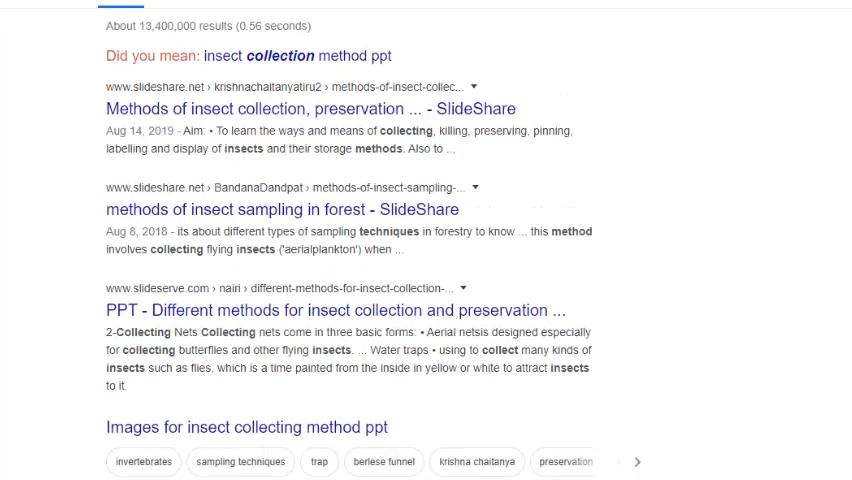 About 13,400,000 results (0.56 seconds)
Did you mean: insect collection method ppt
www.slideshare.net › krishnachaitanyatiru2 › methods-of-insect-collec...
Methods of insect collection, preservation ... - SlideShare
Aug 14, 2019 - Aim: • To learn the ways and means of collecting, killing, preserving, pinning,
labelling and display of insects and their storage methods. Also to ...
www.slideshare.net › BandanaDandpat › methods-of-insect-sampling-...
methods of insect sampling in forest - SlideShare
Aug 8, 2018 - its about different types of sampling techniques in forestry to know ... this method
involves collecting flying insects ('aerialplankton') when ...
www.slideserve.com › nairi › different-methods-for-insect-collection-...
PPT - Different methods for insect collection and preservation ...
2-Collecting Nets Collecting nets come in three basic forms: • Aerial netsis designed especially
for collecting butterflies and other flying insects. ... Water traps • using to collect many kinds of
insects such as flies, which is a time painted from the inside in yellow or white to attract insects
to it.
Images for insect collecting method ppt
invertebrates sampling techniques trap berlese funnel krishna chaitanya preservation